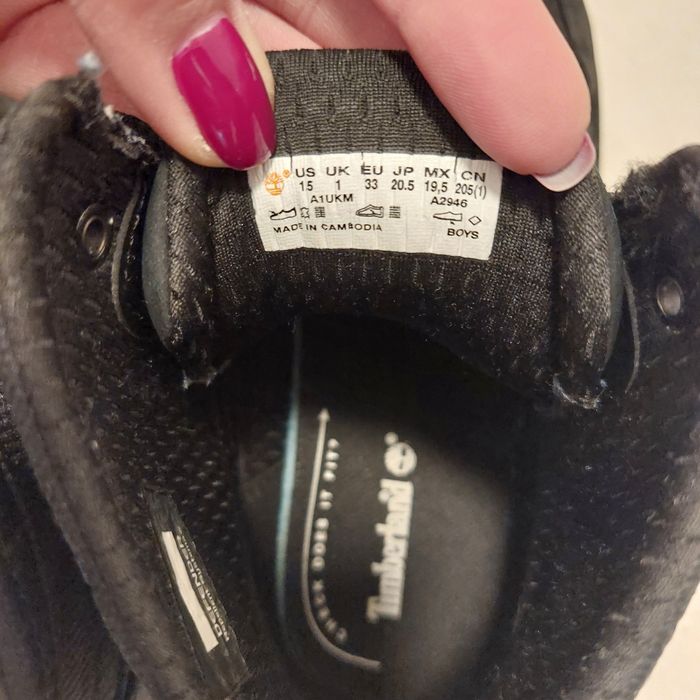 US UK EU JP MX CN
15 1 33 20.5 19,5 205(1)
A1UKM A2946
MADE IN CAMBODIA BOYS
Timberland ®
DOES IT FIT?